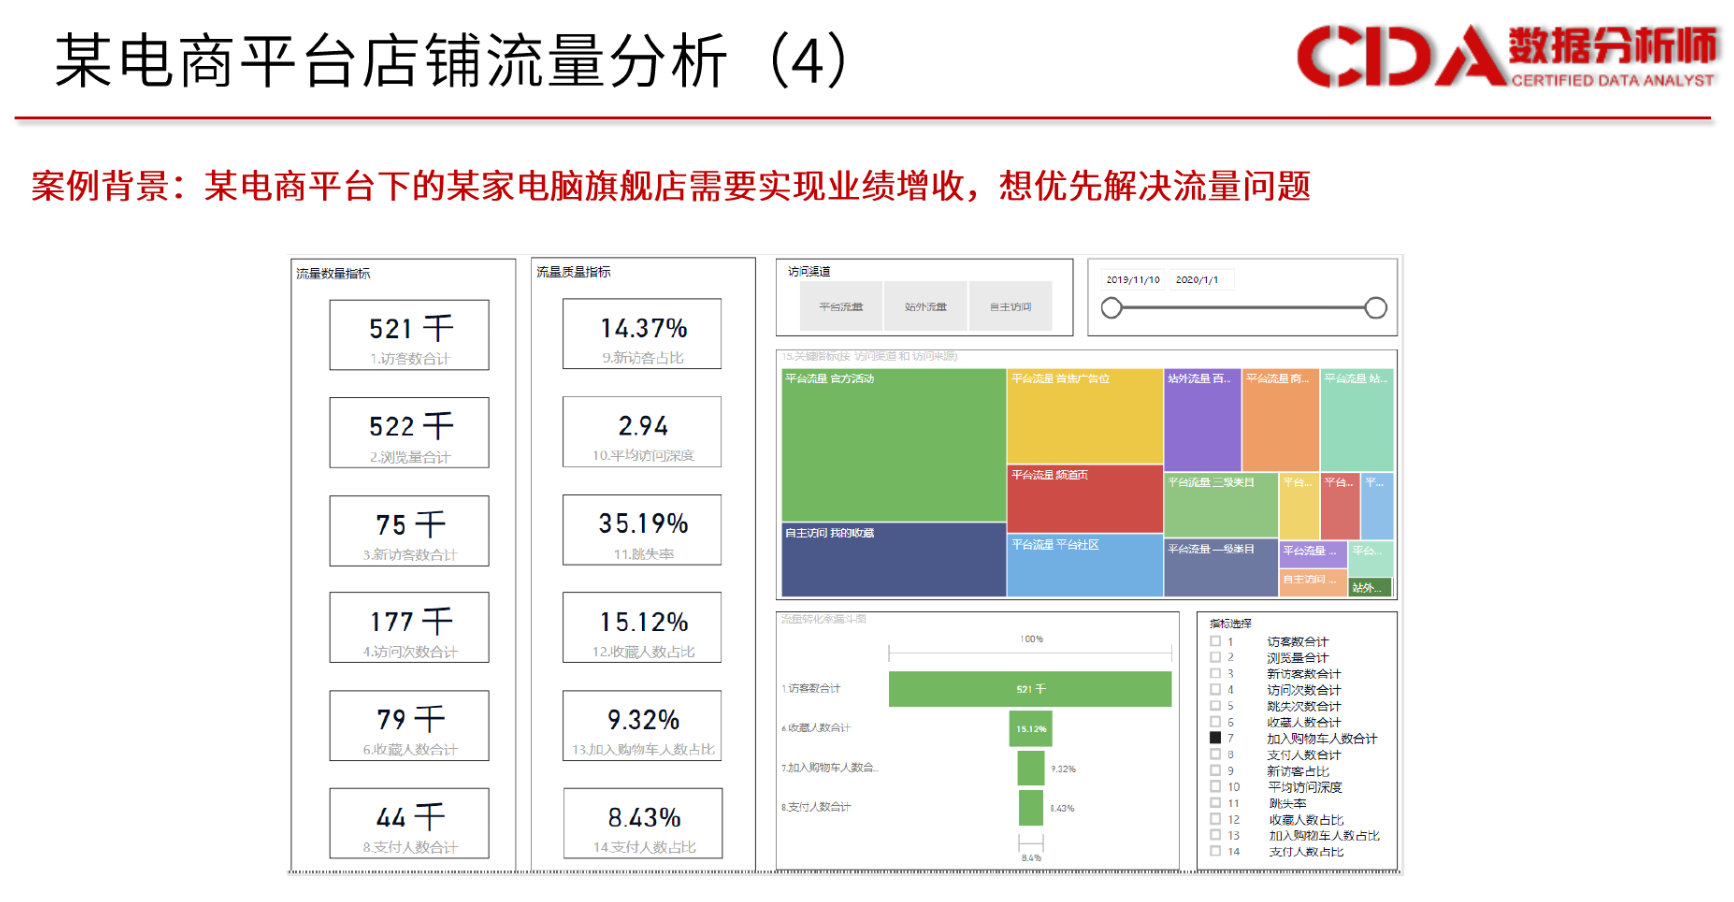 某电商平台店铺流量分析（4）
CDA数据分析师
CERTIFIED DATA ANALYST
案例背景：某电商平台下的某家电脑旗舰店需要实现业绩增收，想优先解决流量问题
流量数量指标
521 千
1.访客数合计
522 千
2.浏览量合计
75 千
3.新访客数合计
177 千
4.访问次数合计
79 千
6.收藏人数合计
44 千
8.支付人数合计
流量质量指标
14.37%
9.新访客占比
2.94
10.平均访问深度
35.19%
11.跳失率
15.12%
12.收藏人数占比
9.32%
13.加入购物车人数占比
8.43%
14.支付人数占比
访问渠道
平台流量
站外流量
自主访问
2019/11/10
2020/1/1
15.关键指标(按 访问渠道 和 访问来源)
平台流量 官方活动
自主访问 我的收藏
平台流量 首焦广告位
平台流量 频道页
平台流量 平台社区
站外流量 百...
平台流量 商...
平台流量 站...
平台流量 三级类目
平台流量 一级类目
平台...
平台...
平...
平台流量 ...
平台...
自主访问 ...
站外...
流量转化率漏斗图
100%
1.访客数合计
521 千
6.收藏人数合计
15.12%
7.加入购物车人数合...
9.32%
8.支付人数合计
8.43%
8.4%
指标选择
1 访客数合计
2 浏览量合计
3 新访客数合计
4 访问次数合计
5 跳失次数合计
6 收藏人数合计
7 加入购物车人数合计
8 支付人数合计
9 新访客占比
10 平均访问深度
11 跳失率
12 收藏人数占比
13 加入购物车人数占比
14 支付人数占比